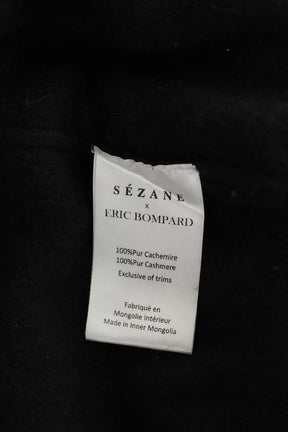 SÉZANE
x
ERIC BOMPARD
100%Pur Cachemire
100%Pur Cashmere
Exclusive of trims
Fabriqué en
Mongolie Intérieur
Made in Inner Mongolia